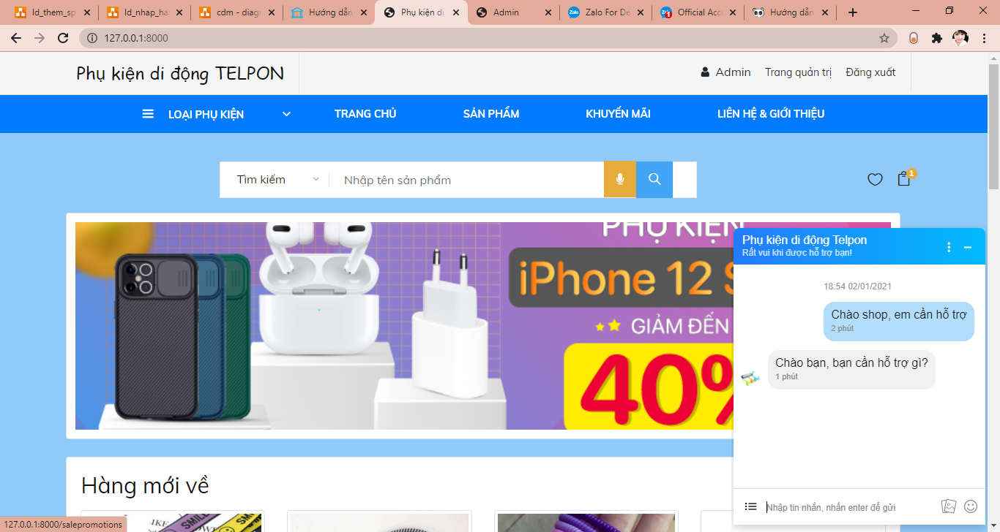 ld_them_sp
ld_nhap_ha
cdm - diagr
Hướng dẫn
Phụ kiện di
Admin
Zalo For De
Official Acc
Hướng dẫn
127.0.0.1:8000
Phụ kiện di động TELPON
Admin
Trang quản trị
Đăng xuất
LOẠI PHỤ KIỆN
TRANG CHỦ
SẢN PHẨM
KHUYẾN MÃI
LIÊN HỆ & GIỚI THIỆU
Tìm kiếm
Nhập tên sản phẩm
1
PHỤ KIỆN
iPhone 12 S
GIẢM ĐẾN
40%
Phụ kiện di động Telpon
Rất vui khi được hỗ trợ bạn!
18:54 02/01/2021
Chào shop, em cần hỗ trợ
2 phút
Chào bạn, bạn cần hỗ trợ gì?
1 phút
Nhập tin nhắn, nhấn enter để gửi
Hàng mới về
SMILE
127.0.0.1:8000/salepromotions